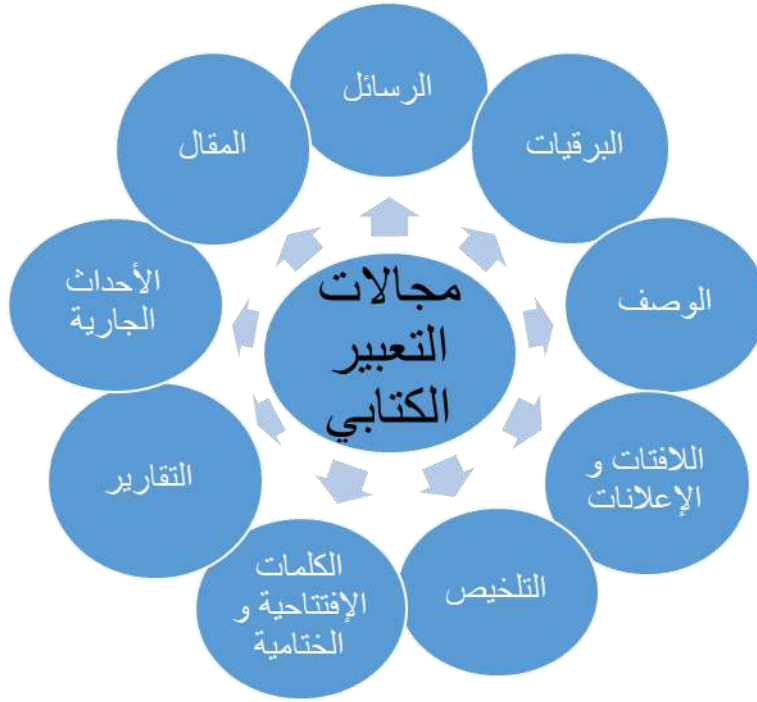 مجالات
التعبير
الكتابي
الرسائل
البرقيات
الوصف
اللافتات و
الإعلانات
التلخيص
الكلمات
الإفتتاحية و
الختامية
التقارير
الأحداث
الجارية
المقال